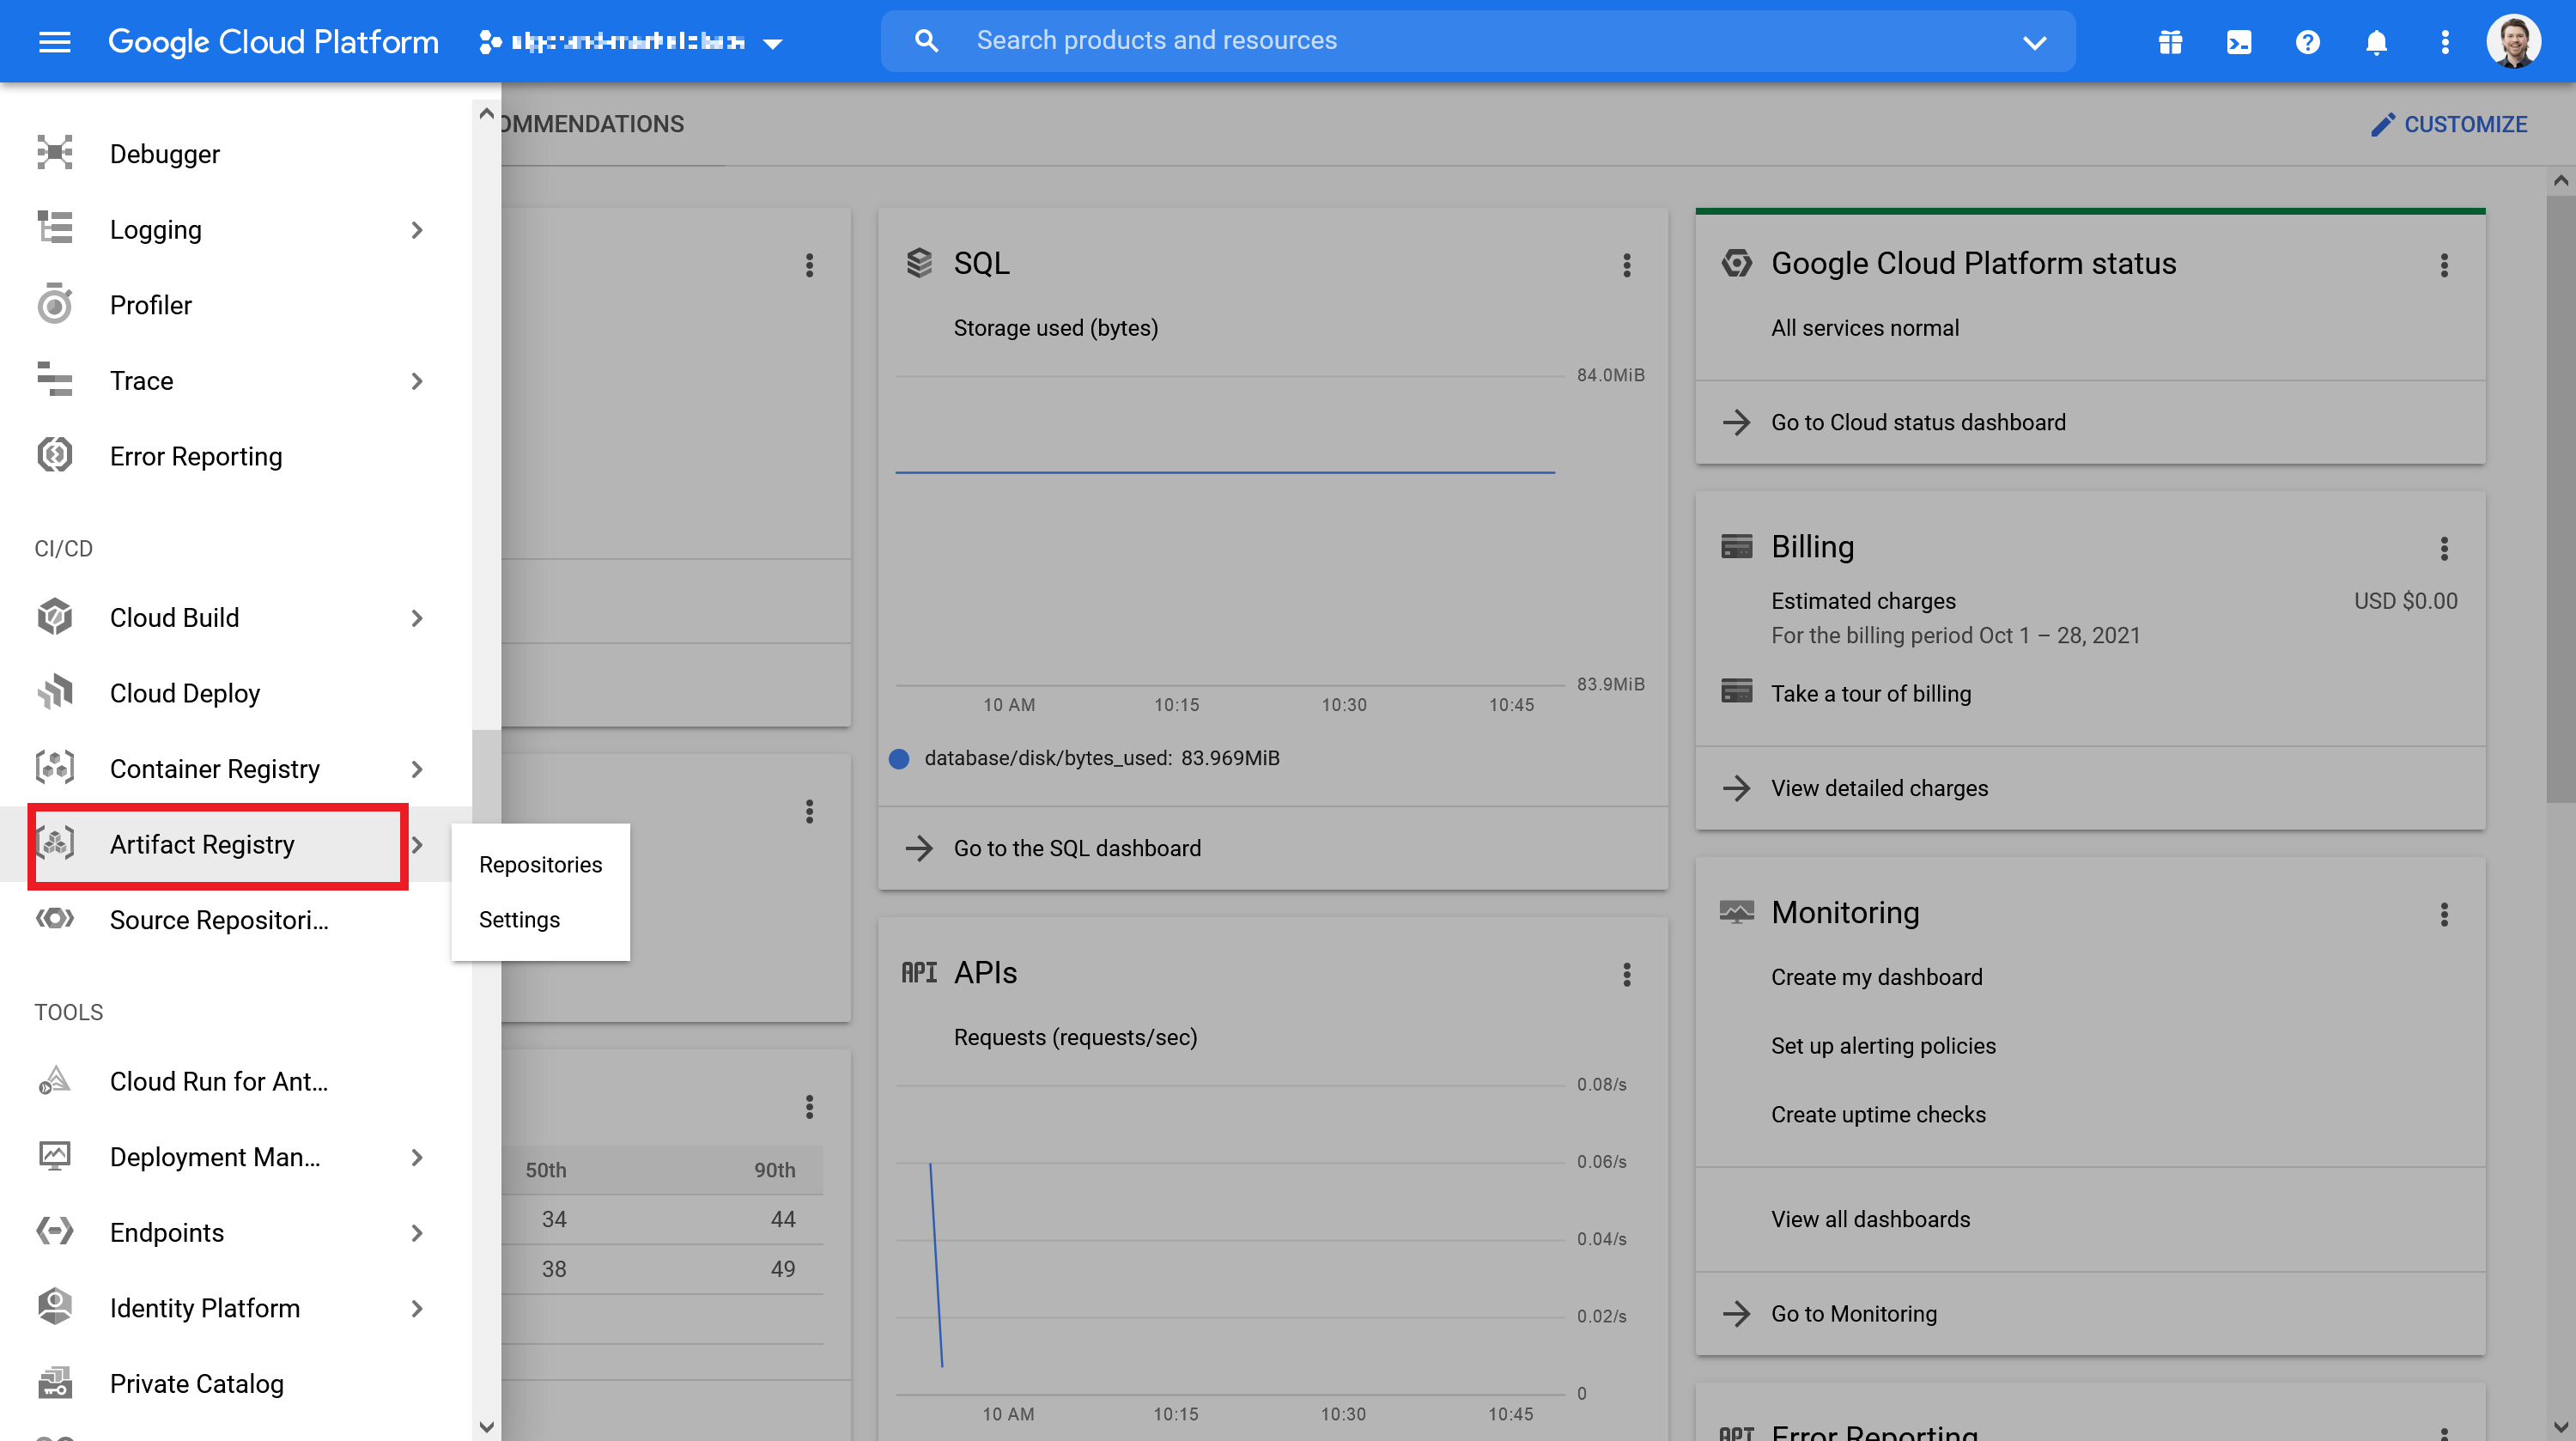 Google Cloud Platform
Search products and resources
OMMENDATIONS
CUSTOMIZE
Debugger
Logging
Profiler
Trace
Error Reporting
CI/CD
Cloud Build
Cloud Deploy
Container Registry
Artifact Registry
Source Repositori...
Repositories
Settings
TOOLS
Cloud Run for Ant...
Deployment Man...
Endpoints
Identity Platform
Private Catalog
50th 90th
34 44
38 49
SQL
Storage used (bytes)
84.0MiB
83.9MiB
10 AM 10:15 10:30 10:45
database/disk/bytes_used: 83.969MiB
Go to the SQL dashboard
API APIs
Requests (requests/sec)
0.08/s
0.06/s
0.04/s
0.02/s
0
10 AM 10:15 10:30 10:45
Google Cloud Platform status
All services normal
Go to Cloud status dashboard
Billing
Estimated charges USD $0.00
For the billing period Oct 1 – 28, 2021
Take a tour of billing
View detailed charges
Monitoring
Create my dashboard
Set up alerting policies
Create uptime checks
View all dashboards
Go to Monitoring
API Error Reporting